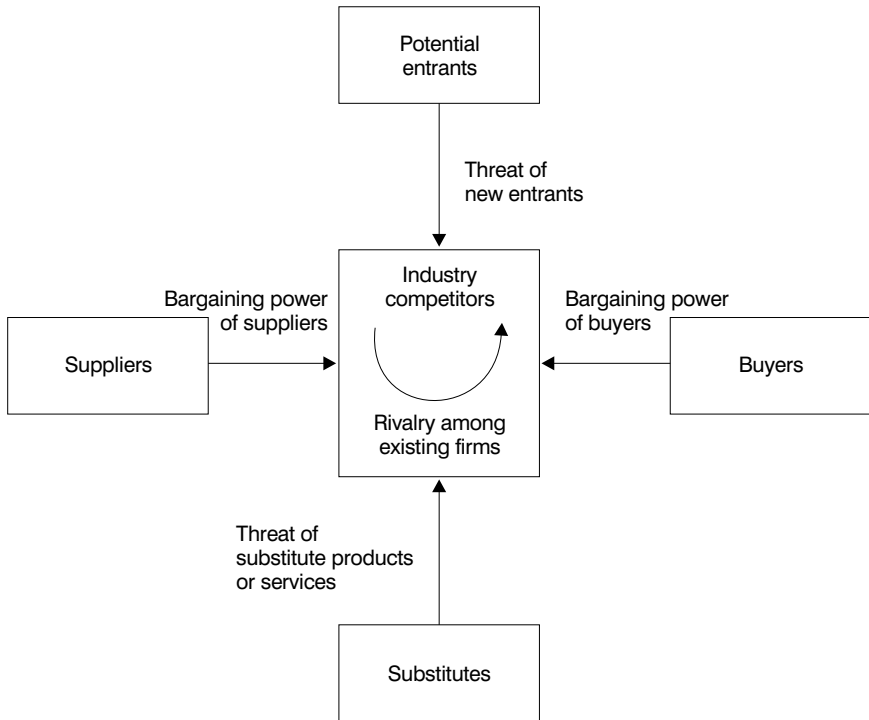 Potential
entrants
Threat of
new entrants
Industry
competitors
Bargaining power
of suppliers
Bargaining power
of buyers
Suppliers
Buyers
Rivalry among
existing firms
Threat of
substitute products
or services
Substitutes